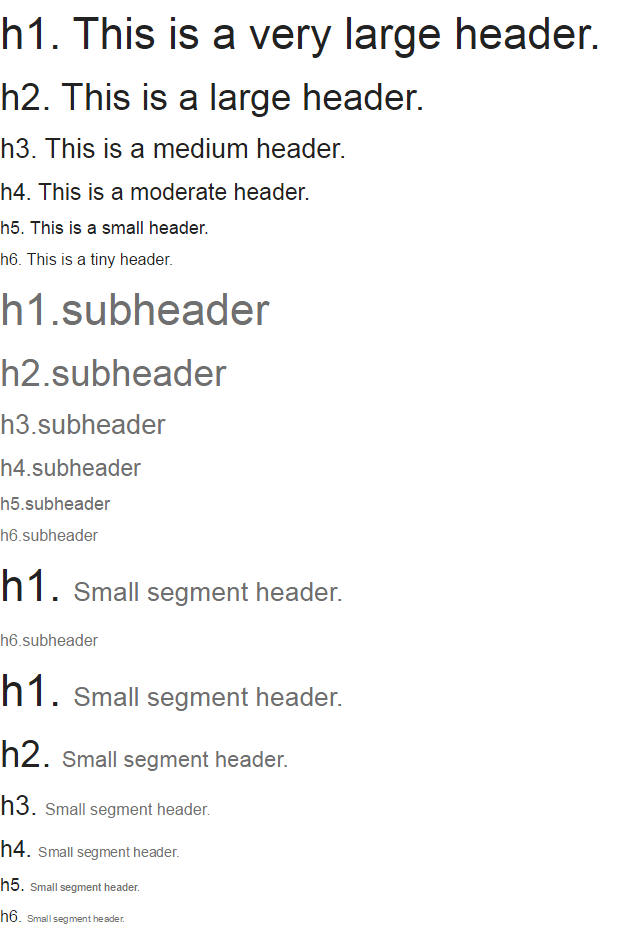 h1. This is a very large header.
h2. This is a large header.
h3. This is a medium header.
h4. This is a moderate header.
h5. This is a small header.
h6. This is a tiny header.
h1.subheader
h2.subheader
h3.subheader
h4.subheader
h5.subheader
h6.subheader
h1. Small segment header.
h6.subheader
h1. Small segment header.
h2. Small segment header.
h3. Small segment header.
h4. Small segment header.
h5. Small segment header.
h6. Small segment header.